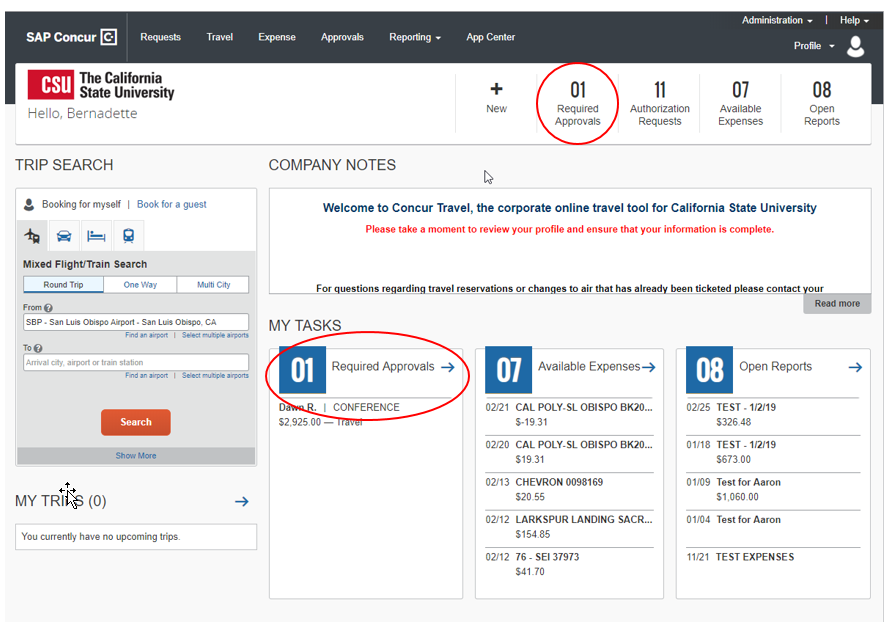 Administration | Help
SAP Concur C
Requests Travel Expense Approvals Reporting App Center
Profile
CSU The California
State University
Hello, Bernadette
+ 01 11 07 08
New Required Authorization Available Open
Approvals Requests Expenses Reports
TRIP SEARCH
Booking for myself | Book for a guest
Mixed Flight/Train Search
Round Trip One Way Multi City
From ?
SBP - San Luis Obispo Airport - San Luis Obispo, CA
Find an airport | Select multiple airports
To ?
Arrival city, airport or train station
Find an airport | Select multiple airports
Search
Show More
MY TRIPS (0)
You currently have no upcoming trips.
COMPANY NOTES
Welcome to Concur Travel, the corporate online travel tool for California State University
Please take a moment to review your profile and ensure that your information is complete.
For questions regarding travel reservations or changes to air that has already been ticketed please contact your
Read more
MY TASKS
01 Required Approvals
Dawn R. | CONFERENCE
$2,925.00 — Travel
07 Available Expenses
02/21 CAL POLY-SL OBISPO BK20...
$-19.31
02/20 CAL POLY-SL OBISPO BK20...
$19.31
02/13 CHEVRON 0098169
$20.55
02/12 LARKSPUR LANDING SACR...
$154.85
02/12 76 - SEI 37973
$41.70
08 Open Reports
02/25 TEST - 1/2/19
$326.48
01/18 TEST - 1/2/19
$673.00
01/09 Test for Aaron
$1,060.00
01/04 Test for Aaron
11/21 TEST EXPENSES